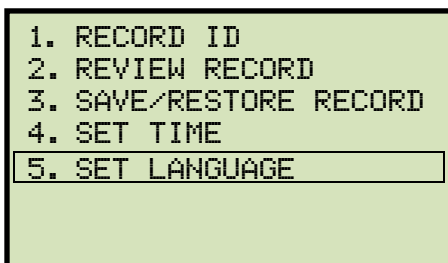 1. RECORD ID
2. REVIEW RECORD
3. SAVE/RESTORE RECORD
4. SET TIME
5. SET LANGUAGE